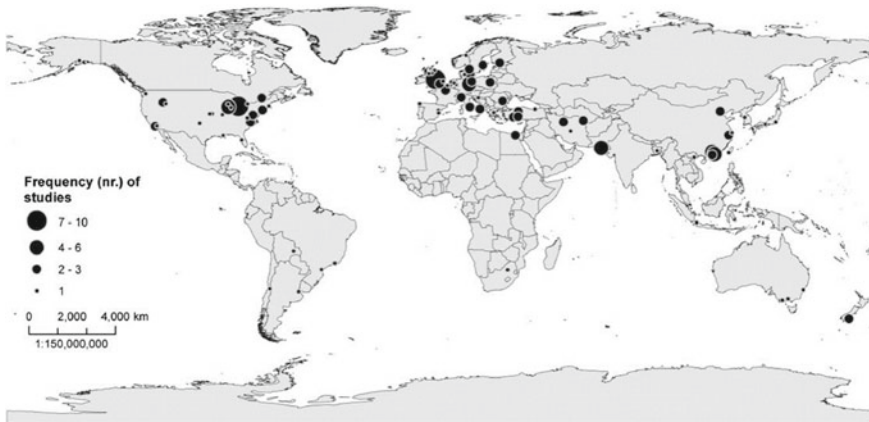 Frequency (nr.) of
studies
7 - 10
4 - 6
2 - 3
1
0 2,000 4,000 km
1:150,000,000